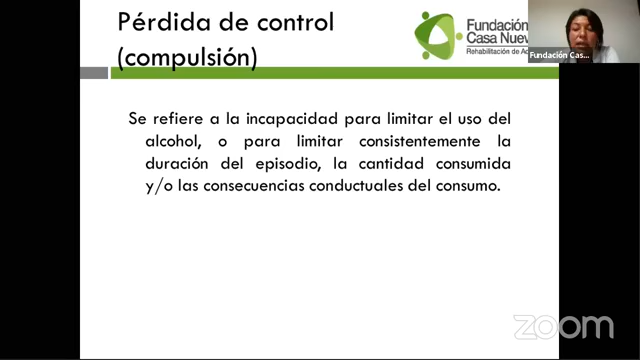 Pérdida de control
(compulsión)
Fundación
Casa Nuev
Rehabilitación de Ad
Fundación Cas...
Se refiere a la incapacidad para limitar el uso del
alcohol, o para limitar consistentemente la
duración del episodio, la cantidad consumida
y/o las consecuencias conductuales del consumo.
zoom